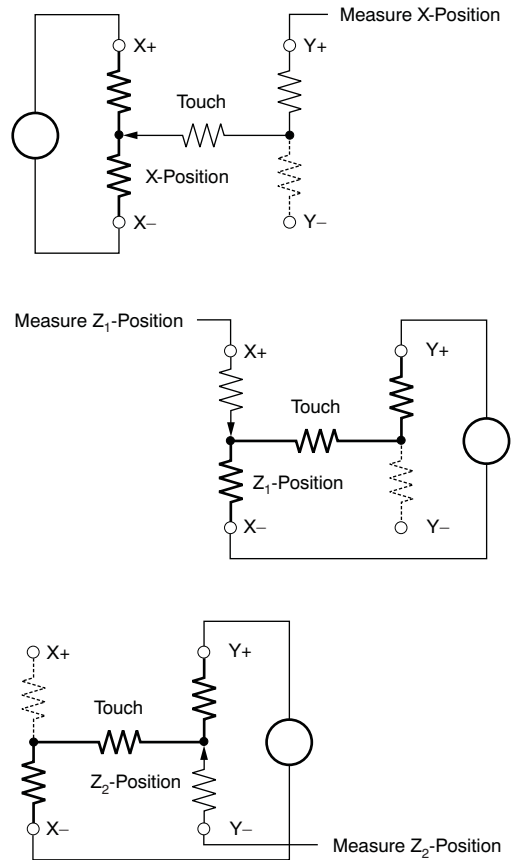 Measure X-Position
X+
Y+
Touch
X-Position
X−
Y−
Measure Z₁-Position
X+
Y+
Touch
Z₁-Position
X−
Y−
X+
Y+
Touch
Z₂-Position
X−
Y−
Measure Z₂-Position